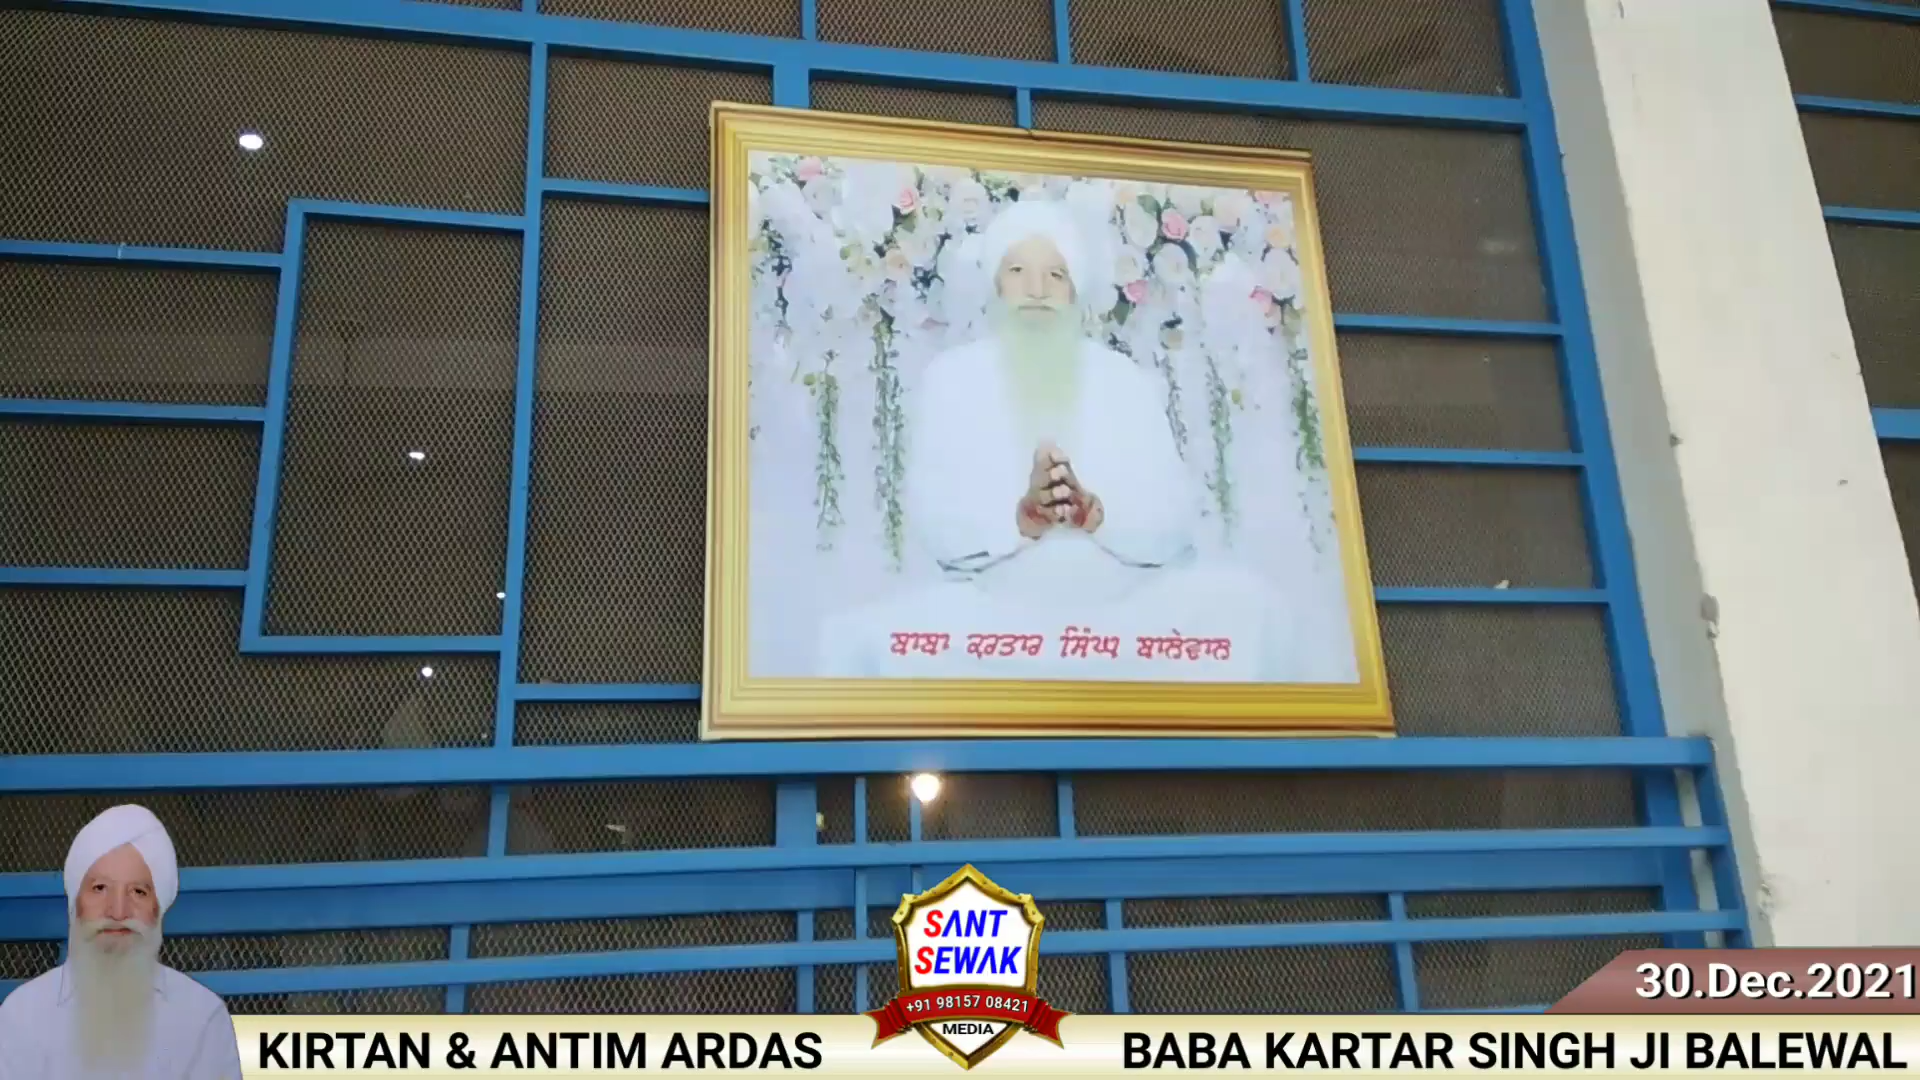 ਬਾਬਾ ਕਰਤਾਰ ਸਿੰਘ ਬਾਲੇਵਾਲ
SANT
SEWAK
+91 98157 08421
MEDIA
30.Dec.2021
KIRTAN & ANTIM ARDAS
BABA KARTAR SINGH JI BALEWAL